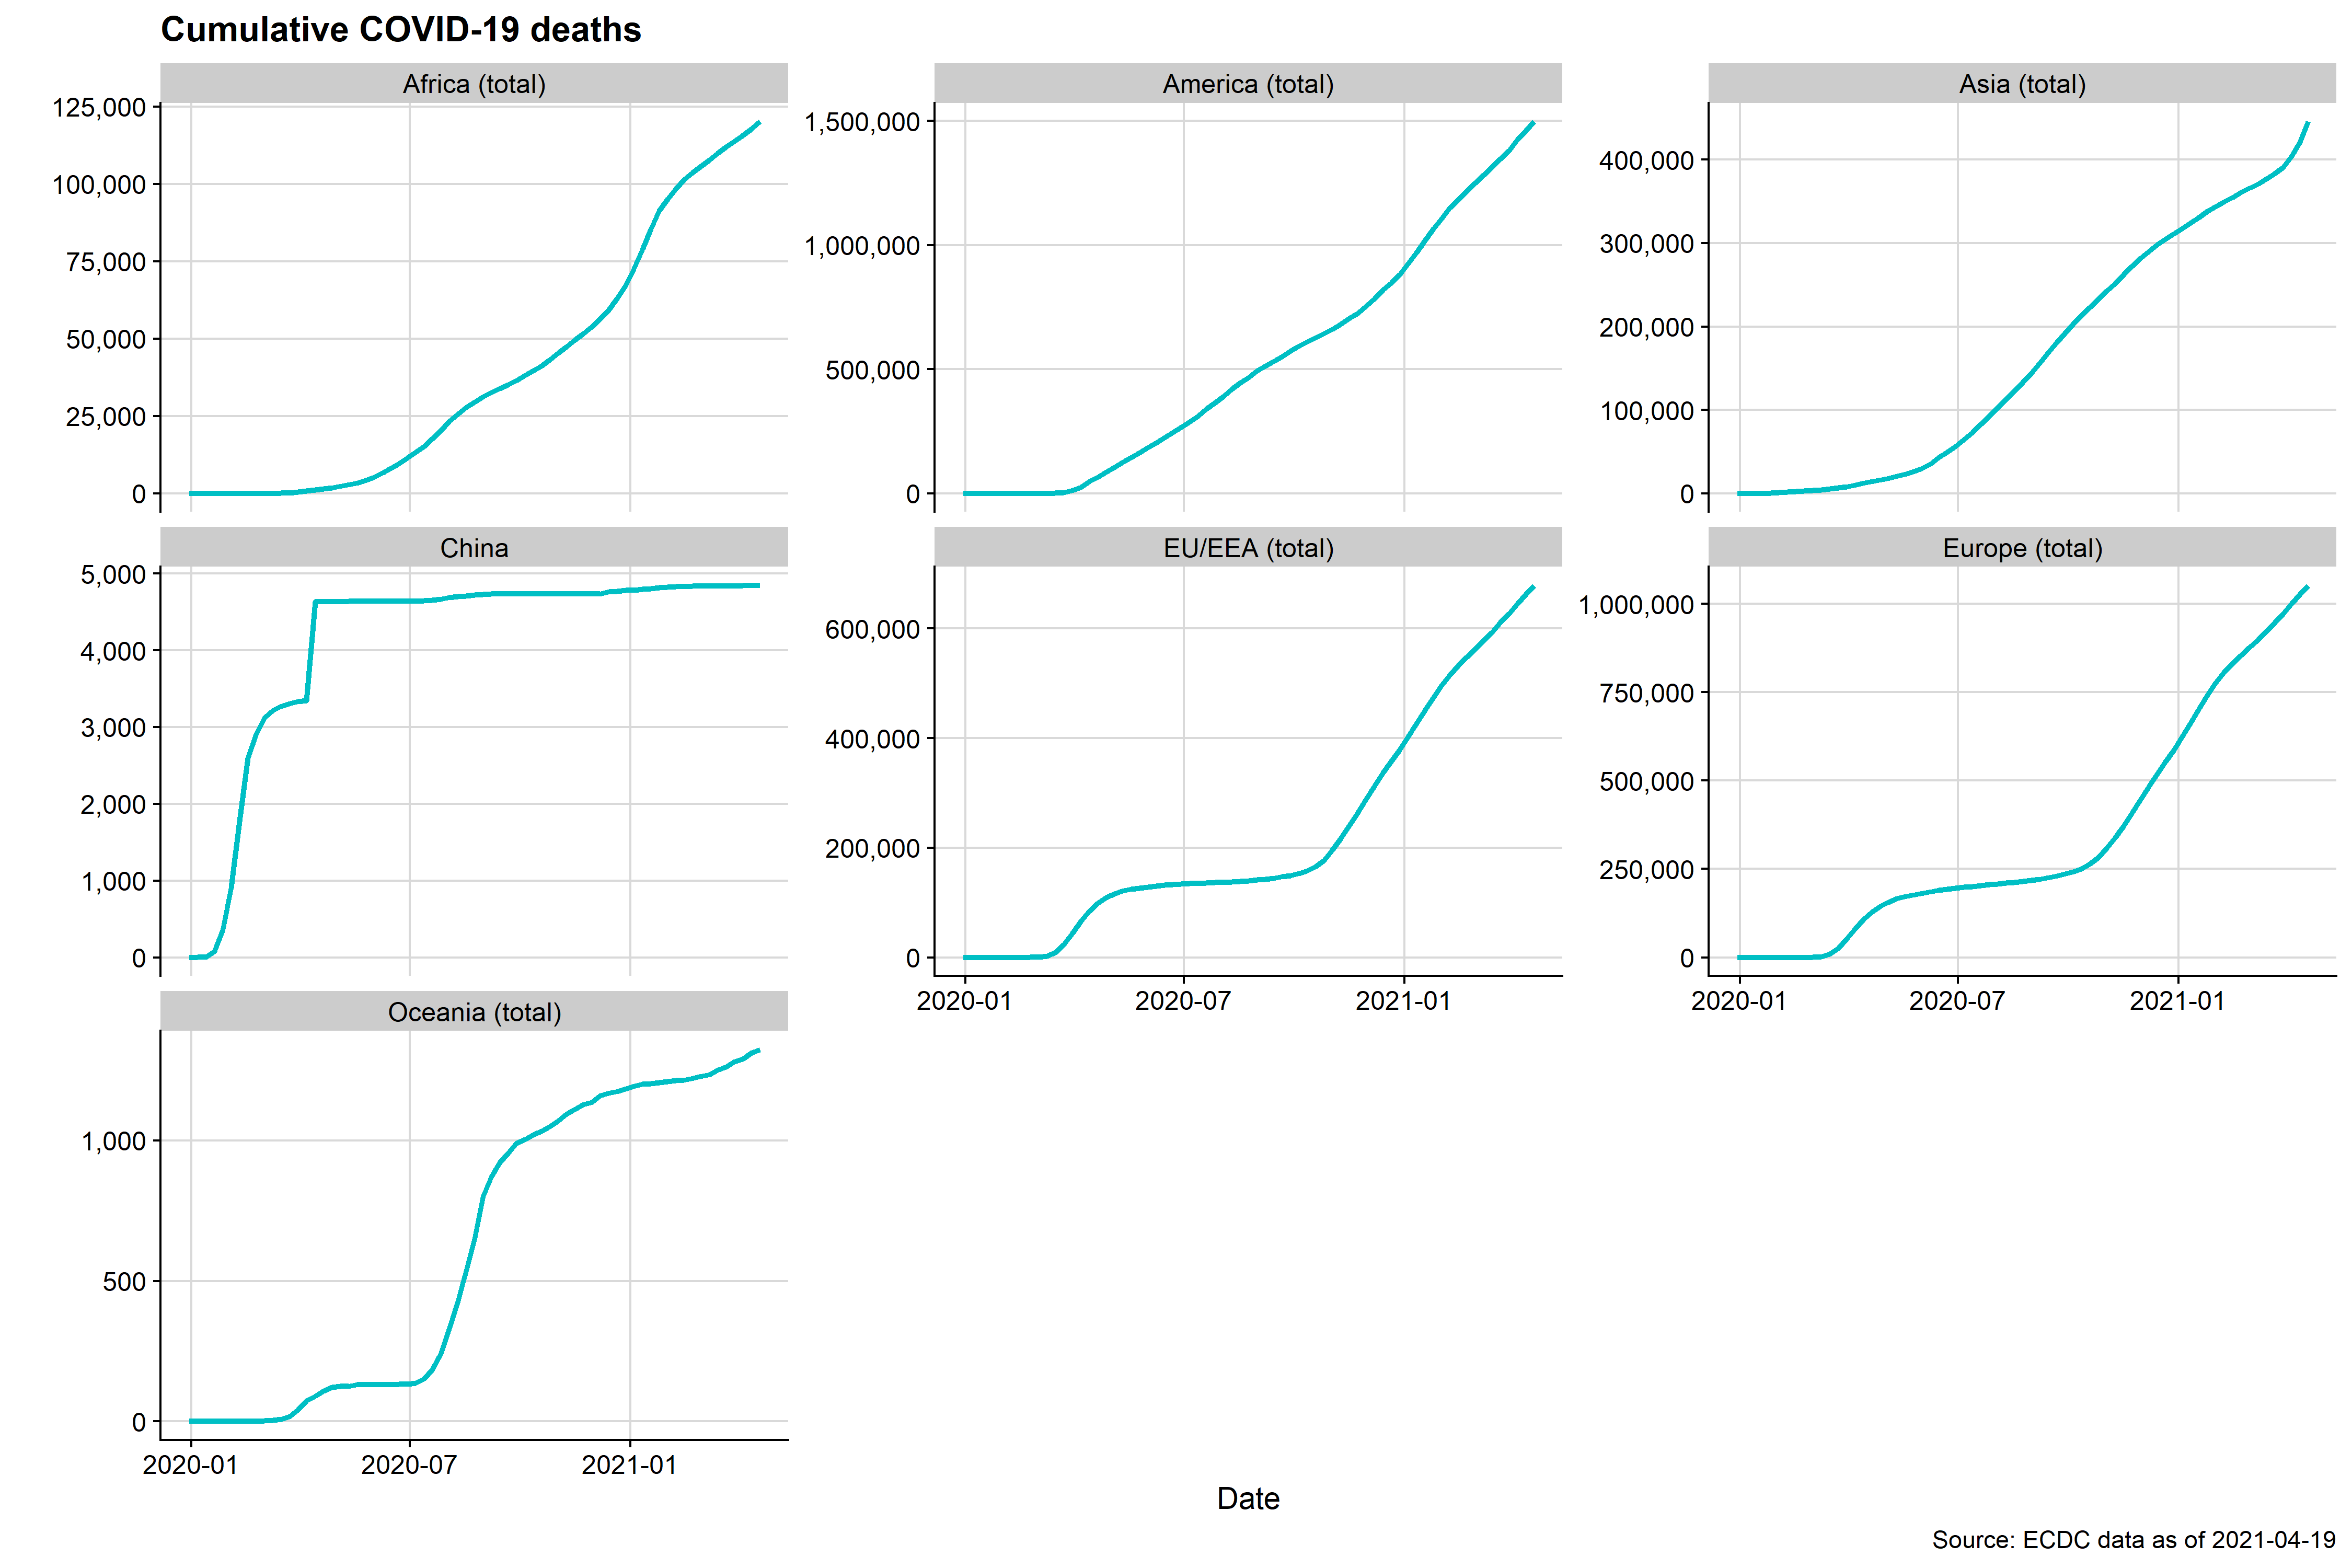 Cumulative COVID-19 deaths
Africa (total)
125,000
100,000
75,000
50,000
25,000
0
America (total)
1,500,000
1,000,000
500,000
0
Asia (total)
400,000
300,000
200,000
100,000
0
China
5,000
4,000
3,000
2,000
1,000
0
EU/EEA (total)
600,000
400,000
200,000
0
2020-01 2020-07 2021-01
Europe (total)
1,000,000
750,000
500,000
250,000
0
2020-01 2020-07 2021-01
Oceania (total)
1,000
500
0
2020-01 2020-07 2021-01
Date
Source: ECDC data as of 2021-04-19